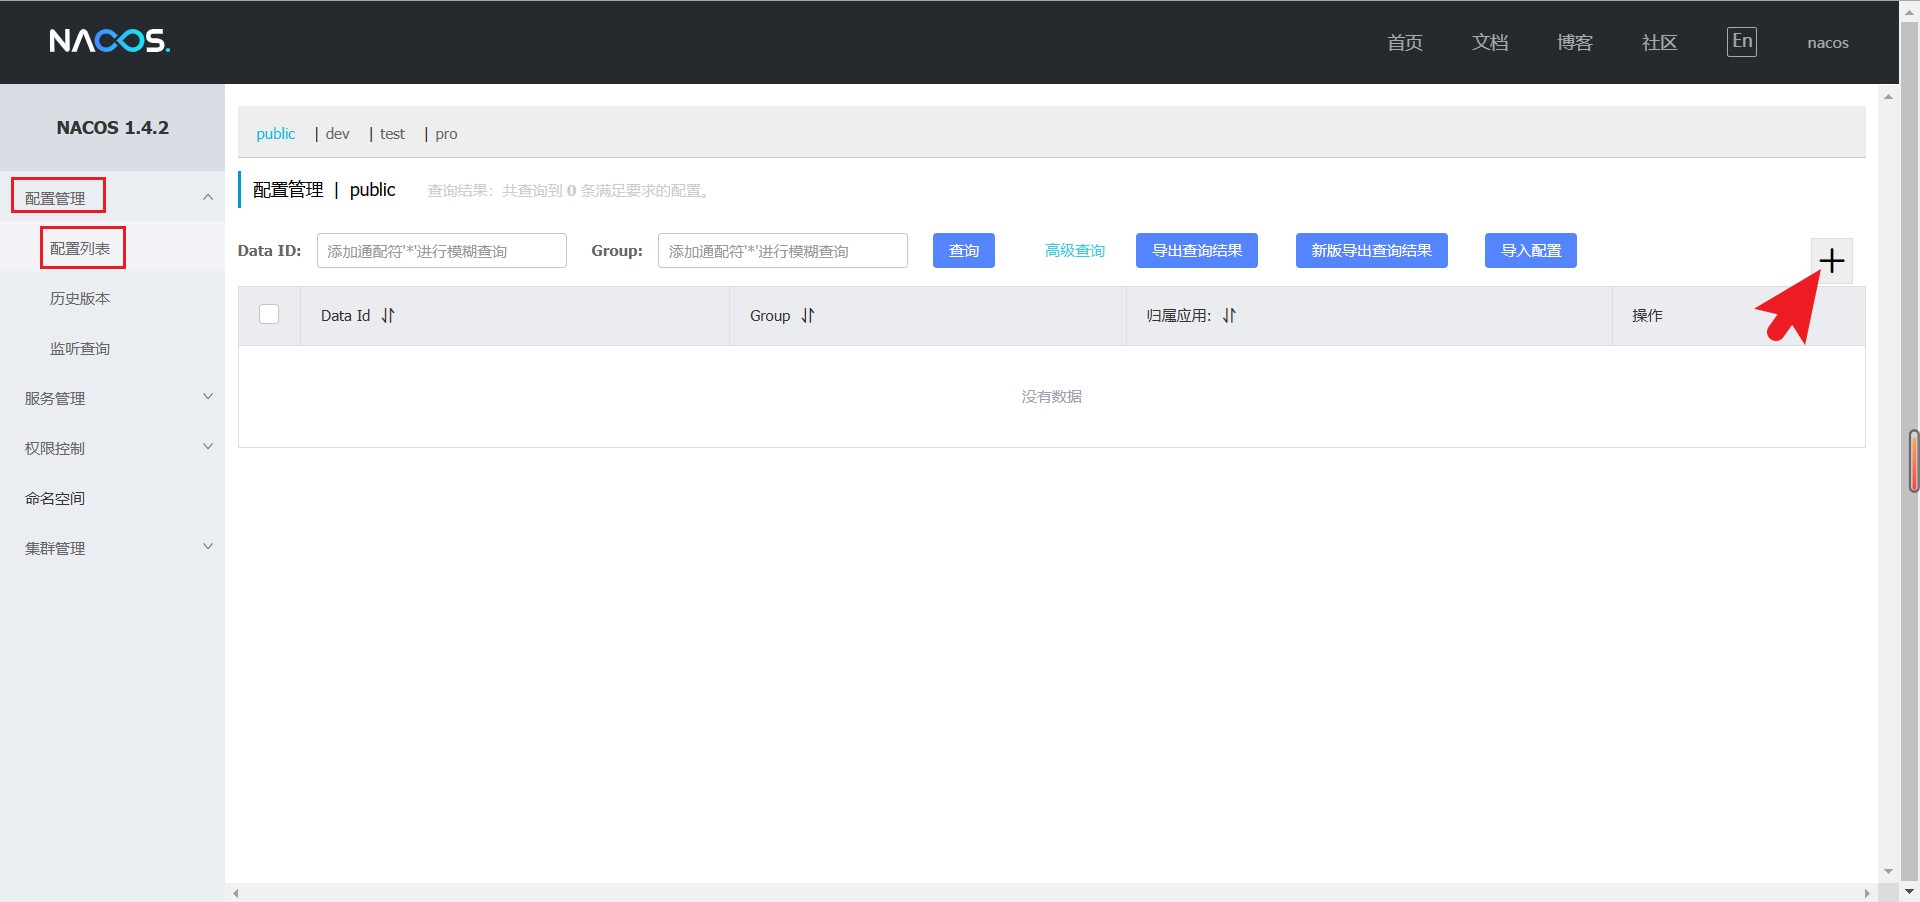 NACOS.
首页 文档 博客 社区 En nacos
NACOS 1.4.2
配置管理
配置列表
历史版本
监听查询
服务管理
权限控制
命名空间
集群管理
public | dev | test | pro
配置管理 | public 查询结果：共查询到 0 条满足要求的配置。
Data ID: 添加通配符'*'进行模糊查询 Group: 添加通配符'*'进行模糊查询 查询 高级查询 导出查询结果 新版导出查询结果 导入配置
Data Id Group 归属应用: 操作
没有数据